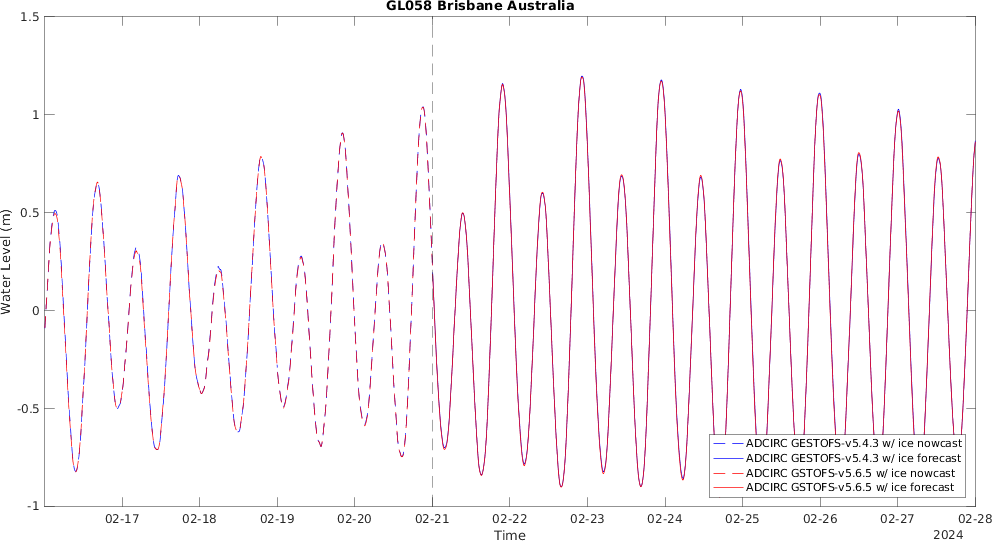 GL058 Brisbane Australia
1.5
1
0.5
0
-0.5
-1
Water Level (m)
02-17 02-18 02-19 02-20 02-21 02-22 02-23 02-24 02-25 02-26 02-27 02-28
Time
2024
ADCIRC GESTOFS-v5.4.3 w/ ice nowcast
ADCIRC GESTOFS-v5.4.3 w/ ice forecast
ADCIRC GSTOFS-v5.6.5 w/ ice nowcast
ADCIRC GSTOFS-v5.6.5 w/ ice forecast